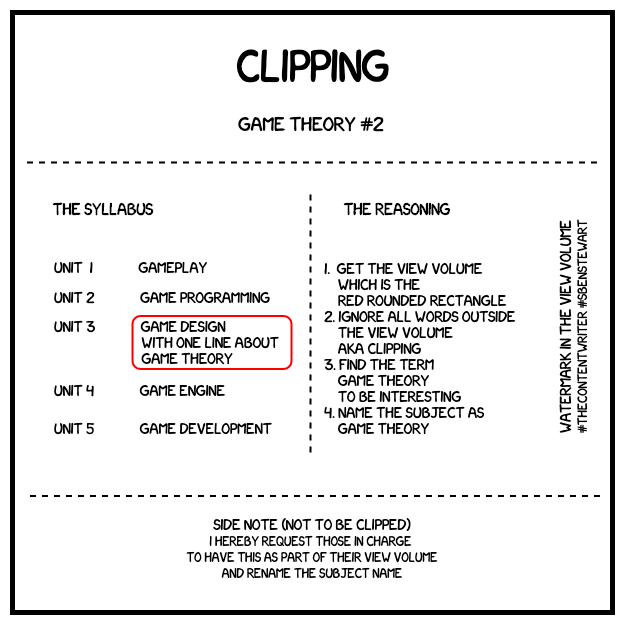 CLIPPING
GAME THEORY #2
THE SYLLABUS
UNIT 1 GAMEPLAY
UNIT 2 GAME PROGRAMMING
UNIT 3 GAME DESIGN
WITH ONE LINE ABOUT
GAME THEORY
UNIT 4 GAME ENGINE
UNIT 5 GAME DEVELOPMENT
THE REASONING
1. GET THE VIEW VOLUME
WHICH IS THE
RED ROUNDED RECTANGLE
2. IGNORE ALL WORDS OUTSIDE
THE VIEW VOLUME
AKA CLIPPING
3. FIND THE TERM
GAME THEORY
TO BE INTERESTING
4. NAME THE SUBJECT AS
GAME THEORY
WATERMARK IN THE VIEW VOLUME
#THECONTENTWRITER #SBENSTEWART
SIDE NOTE (NOT TO BE CLIPPED)
I HEREBY REQUEST THOSE IN CHARGE
TO HAVE THIS AS PART OF THEIR VIEW VOLUME
AND RENAME THE SUBJECT NAME